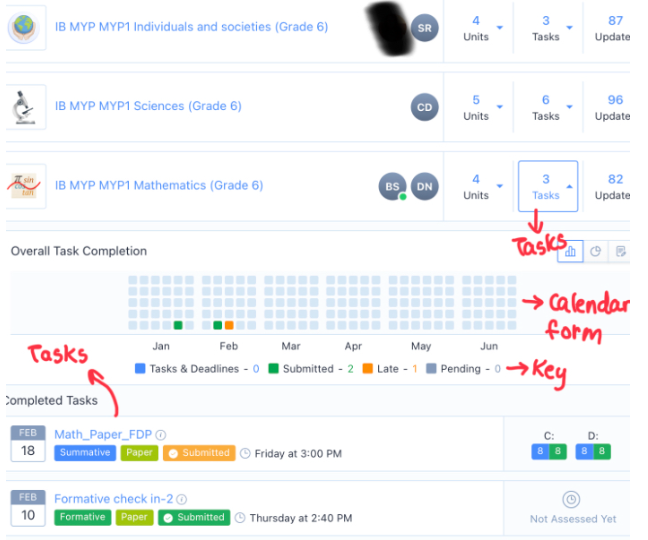 IB MYP MYP1 Individuals and societies (Grade 6)
SR
4 Units
3 Tasks
87 Update
IB MYP MYP1 Sciences (Grade 6)
CD
5 Units
6 Tasks
96 Update
IB MYP MYP1 Mathematics (Grade 6)
BS DN
4 Units
3 Tasks
82 Update
Tasks
Overall Task Completion
Calendar
form
Jan Feb Mar Apr May Jun
Tasks & Deadlines - 0 Submitted - 2 Late - 1 Pending - 0
Key
Tasks
Completed Tasks
FEB 18
Math_Paper_FDP
Summative Paper Submitted Friday at 3:00 PM
C: D:
8 8 8 8
FEB 10
Formative check in-2
Formative Paper Submitted Thursday at 2:40 PM
Not Assessed Yet